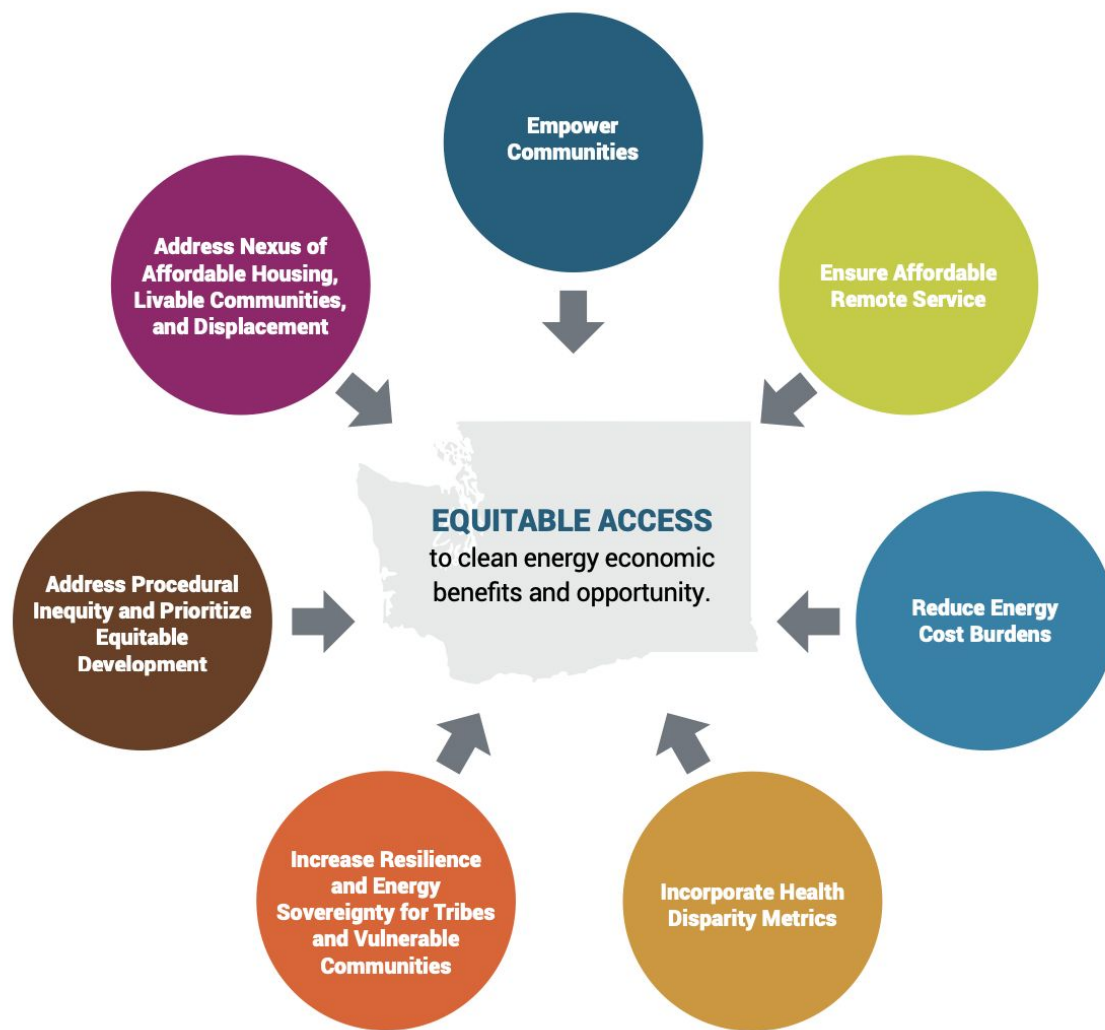 Empower
Communities
Ensure Affordable
Remote Service
Reduce Energy
Cost Burdens
Incorporate Health
Disparity Metrics
Increase Resilience
and Energy
Sovereignty for Tribes
and Vulnerable
Communities
Address Procedural
Inequity and Prioritize
Equitable
Development
Address Nexus of
Affordable Housing,
Livable Communities,
and Displacement
EQUITABLE ACCESS
to clean energy economic
benefits and opportunity.